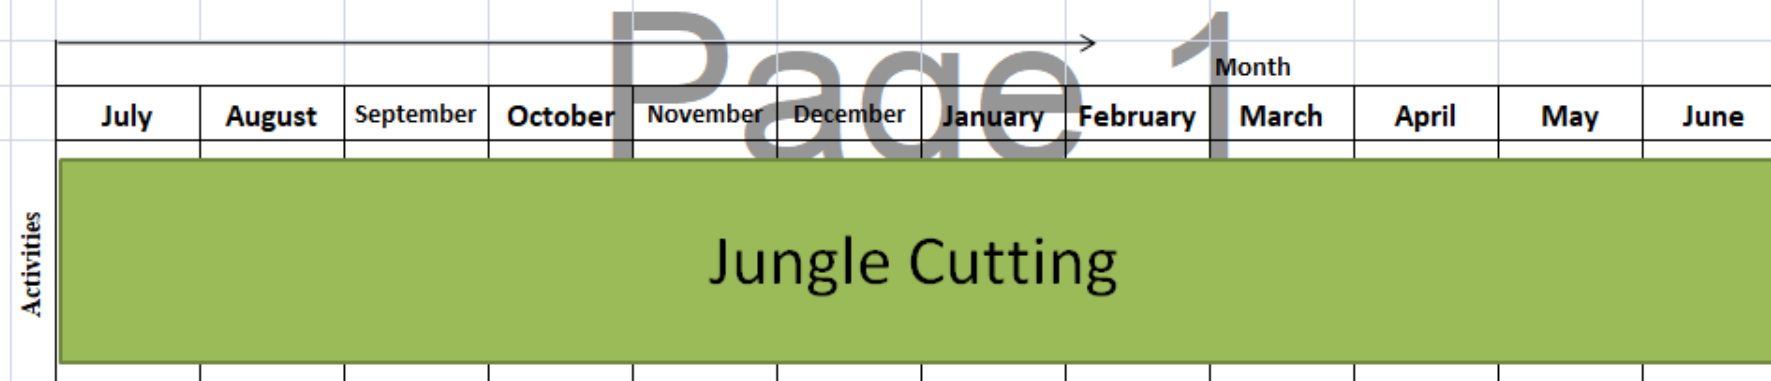 Page 1
Month
July August September October November December January February March April May June
Activities
Jungle Cutting